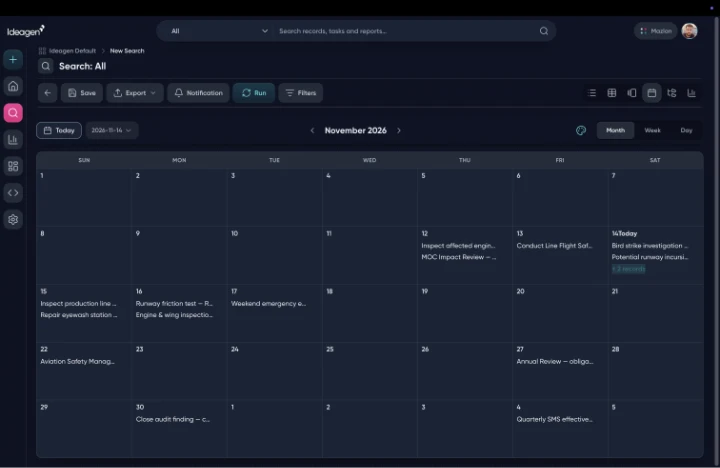 Ideagen
All
Search records, tasks and reports...
Mazlan
Ideagen Default > New Search
Search: All
Save
Export
Notification
Run
Filters
Today
2026-11-14
November 2026
Month
Week
Day
SUN MON TUE WED THU FRI SAT
1 2 3 4 5 6 7
8 9 10 11 12 13 14Today
Inspect affected engin...
MOC Impact Review — ...
Conduct Line Flight Saf...
Bird strike investigation ...
Potential runway incursi...
+ 3 records
15 16 17 18 19 20 21
Inspect production line ...
Repair eyewash station ...
Runway friction test — R...
Engine & wing inspectio...
Weekend emergency e...
22 23 24 25 26 27 28
Aviation Safety Manag...
Annual Review — obliga...
29 30 1 2 3 4 5
Close audit finding — c...
Quarterly SMS effective...